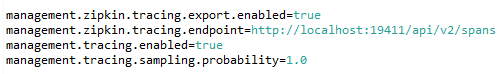 management.zipkin.tracing.export.enabled=true
management.zipkin.tracing.endpoint=http://localhost:19411/api/v2/spans
management.tracing.enabled=true
management.tracing.sampling.probability=1.0